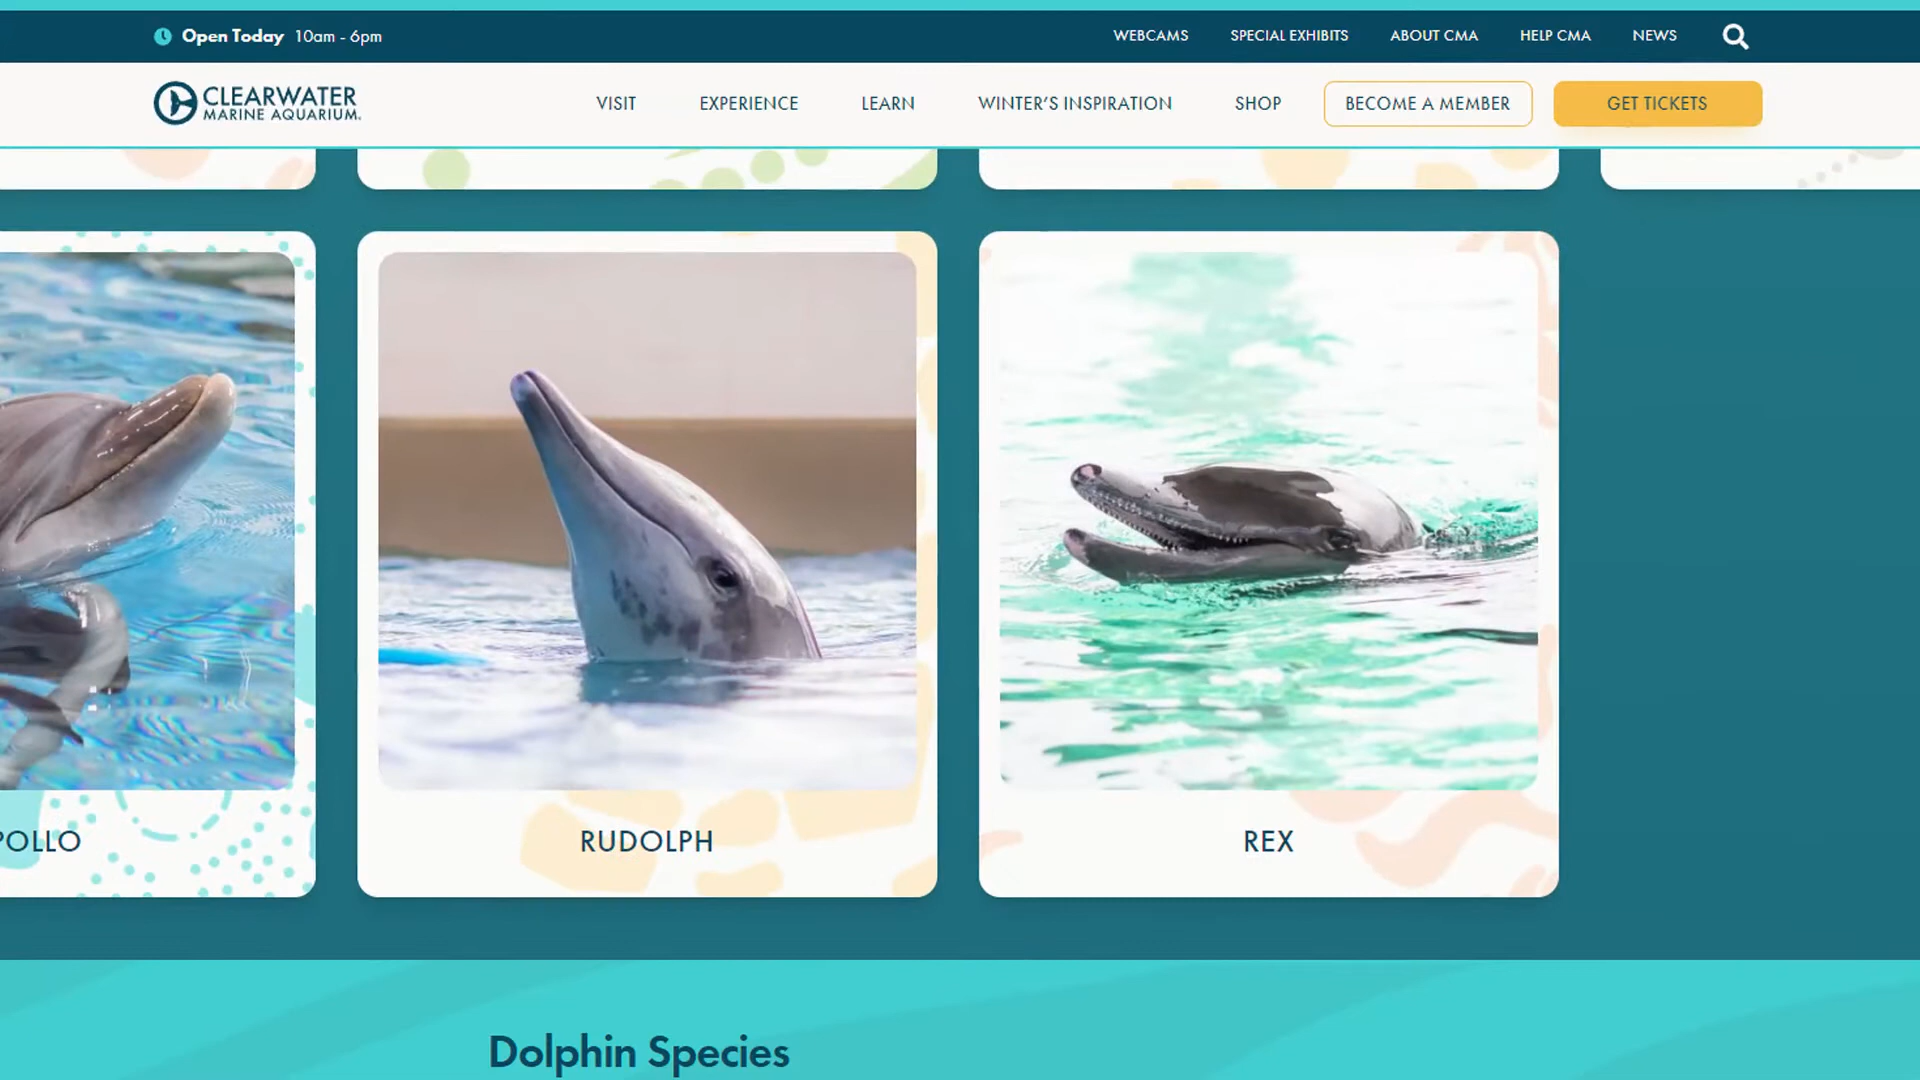 Open Today 10am - 6pm
WEBCAMS
SPECIAL EXHIBITS
ABOUT CMA
HELP CMA
NEWS
CLEARWATER
MARINE AQUARIUM.
VISIT
EXPERIENCE
LEARN
WINTER'S INSPIRATION
SHOP
BECOME A MEMBER
GET TICKETS
POLLO
RUDOLPH
REX
Dolphin Species